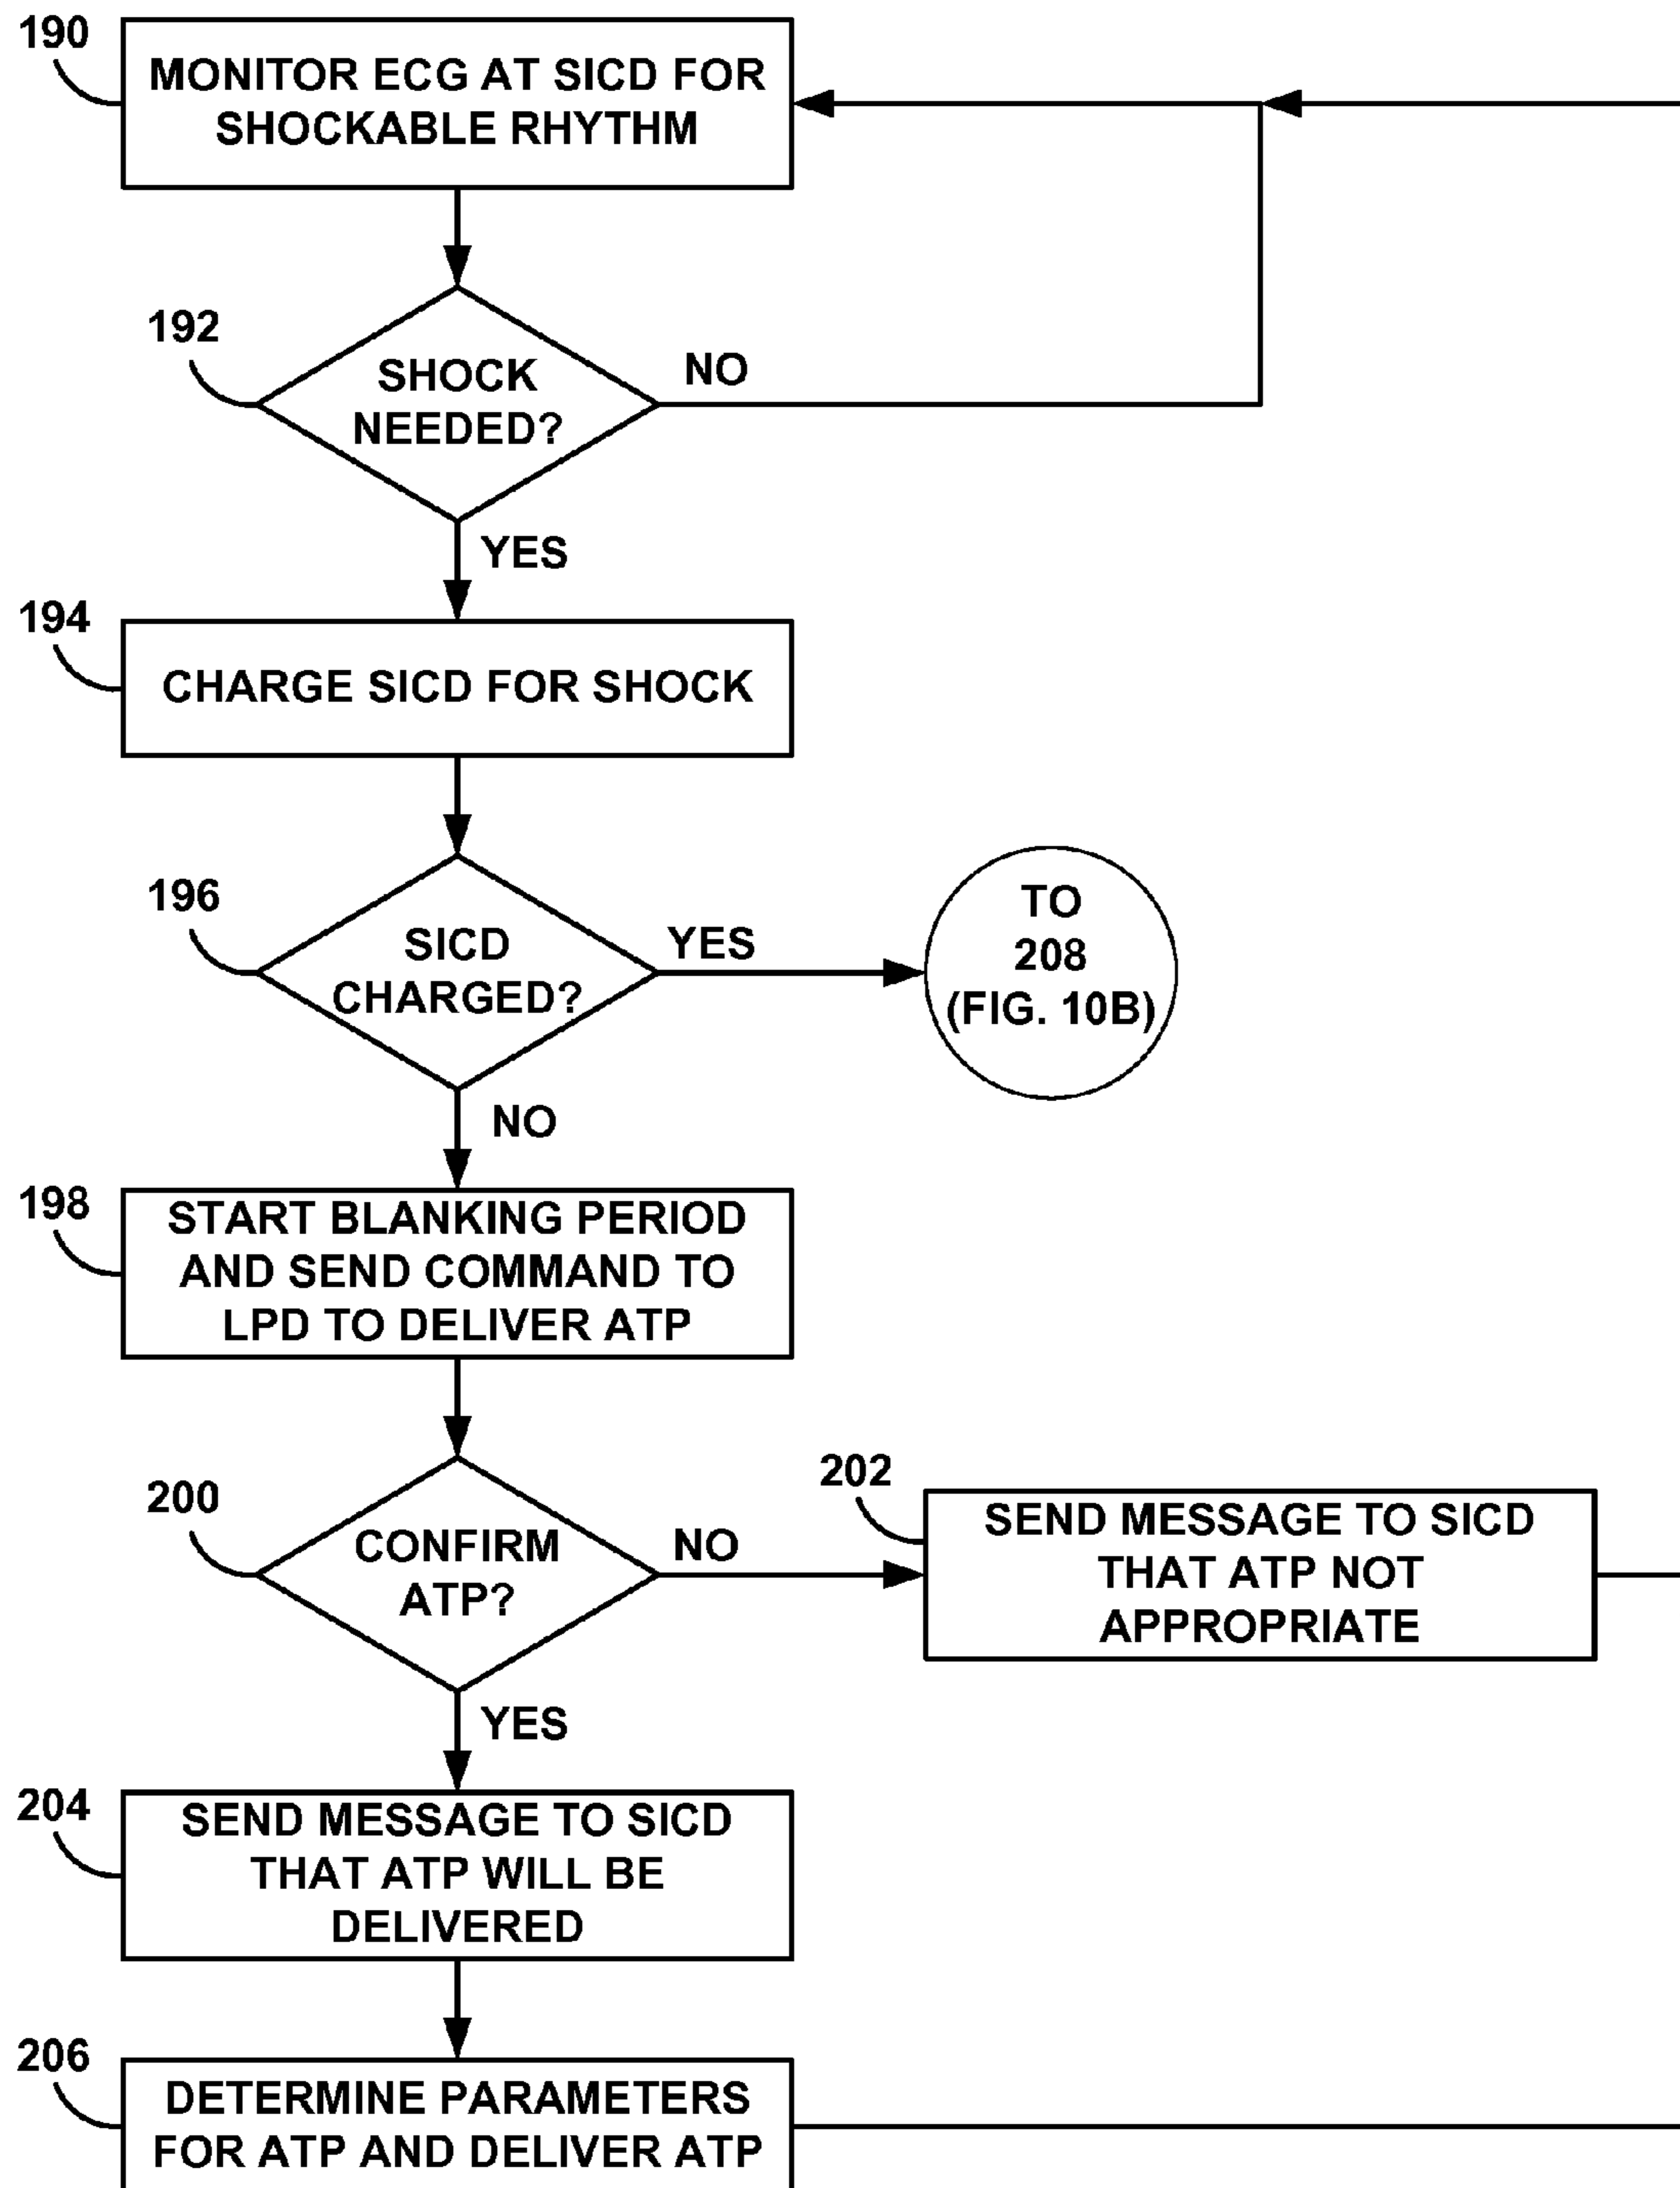 190
MONITOR ECG AT SICD FOR
SHOCKABLE RHYTHM
192
SHOCK
NEEDED?
NO
YES
194
CHARGE SICD FOR SHOCK
196
SICD
CHARGED?
YES
TO
208
(FIG. 10B)
NO
198
START BLANKING PERIOD
AND SEND COMMAND TO
LPD TO DELIVER ATP
200
CONFIRM
ATP?
NO
202
SEND MESSAGE TO SICD
THAT ATP NOT
APPROPRIATE
YES
204
SEND MESSAGE TO SICD
THAT ATP WILL BE
DELIVERED
206
DETERMINE PARAMETERS
FOR ATP AND DELIVER ATP